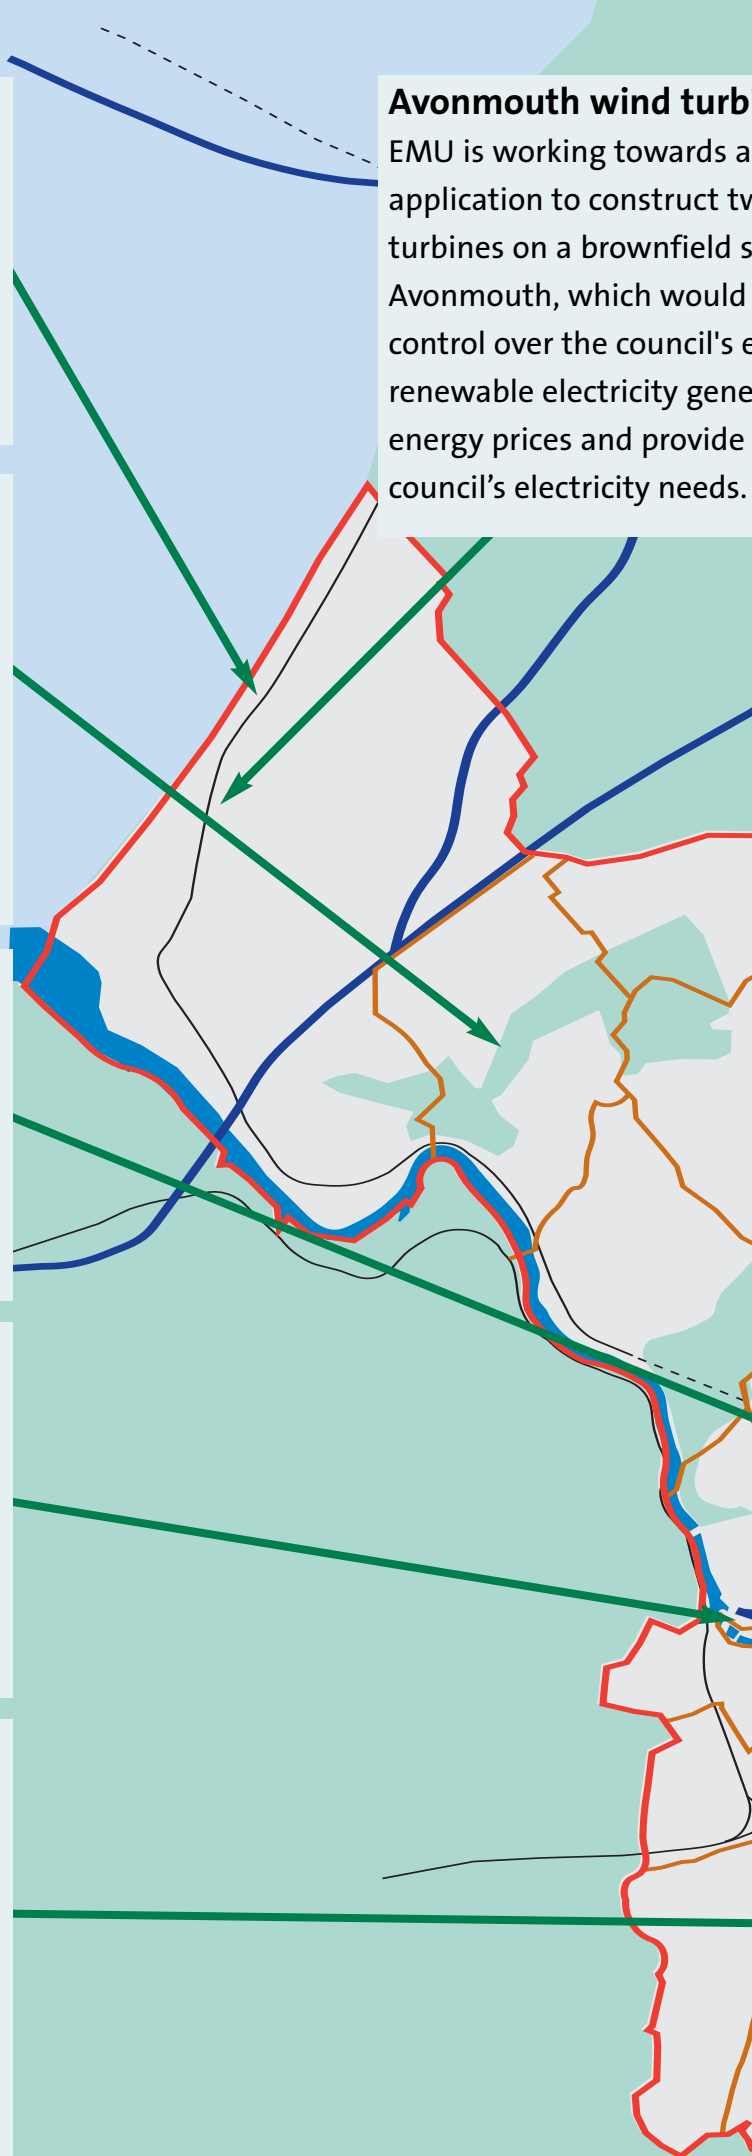 Avonmouth wind turbi
EMU is working towards a
application to construct tw
turbines on a brownfield s
Avonmouth, which would
control over the council's e
renewable electricity gene
energy prices and provide
council’s electricity needs.